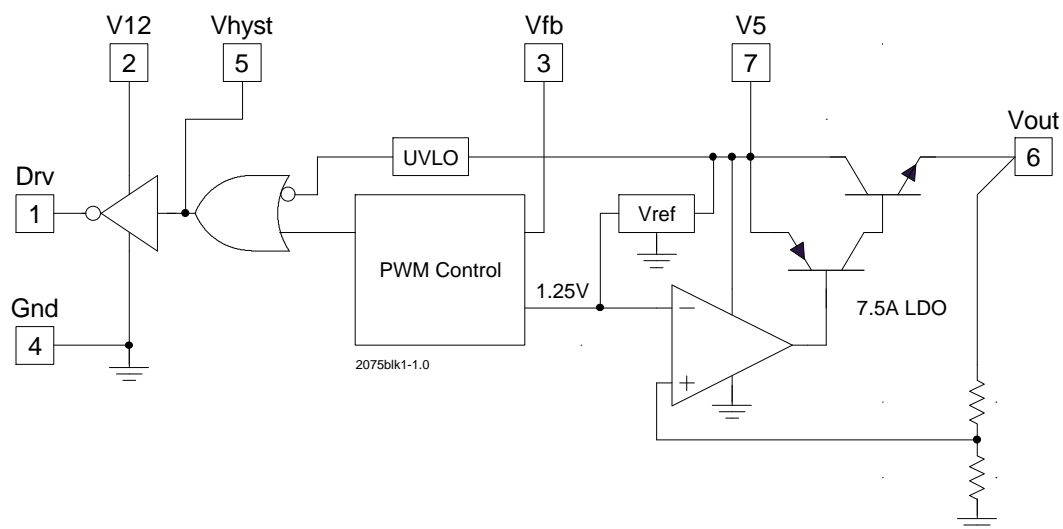 V12
Vhyst
Vfb
V5
2
5
3
7
Vout
6
UVLO
Drv
1
Vref
PWM Control
1.25V
−
7.5A LDO
Gnd
4
2075blk1-1.0
+